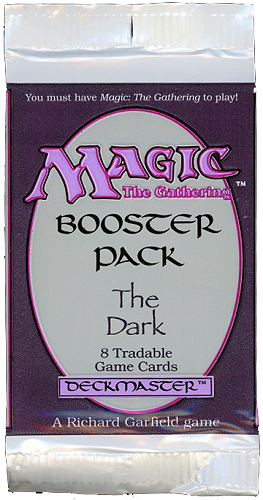 You must have Magic: The Gathering to play!
MAGIC
The Gathering™
BOOSTER
PACK
The
Dark
8 Tradable
Game Cards
DECKMASTER™
A Richard Garfield game